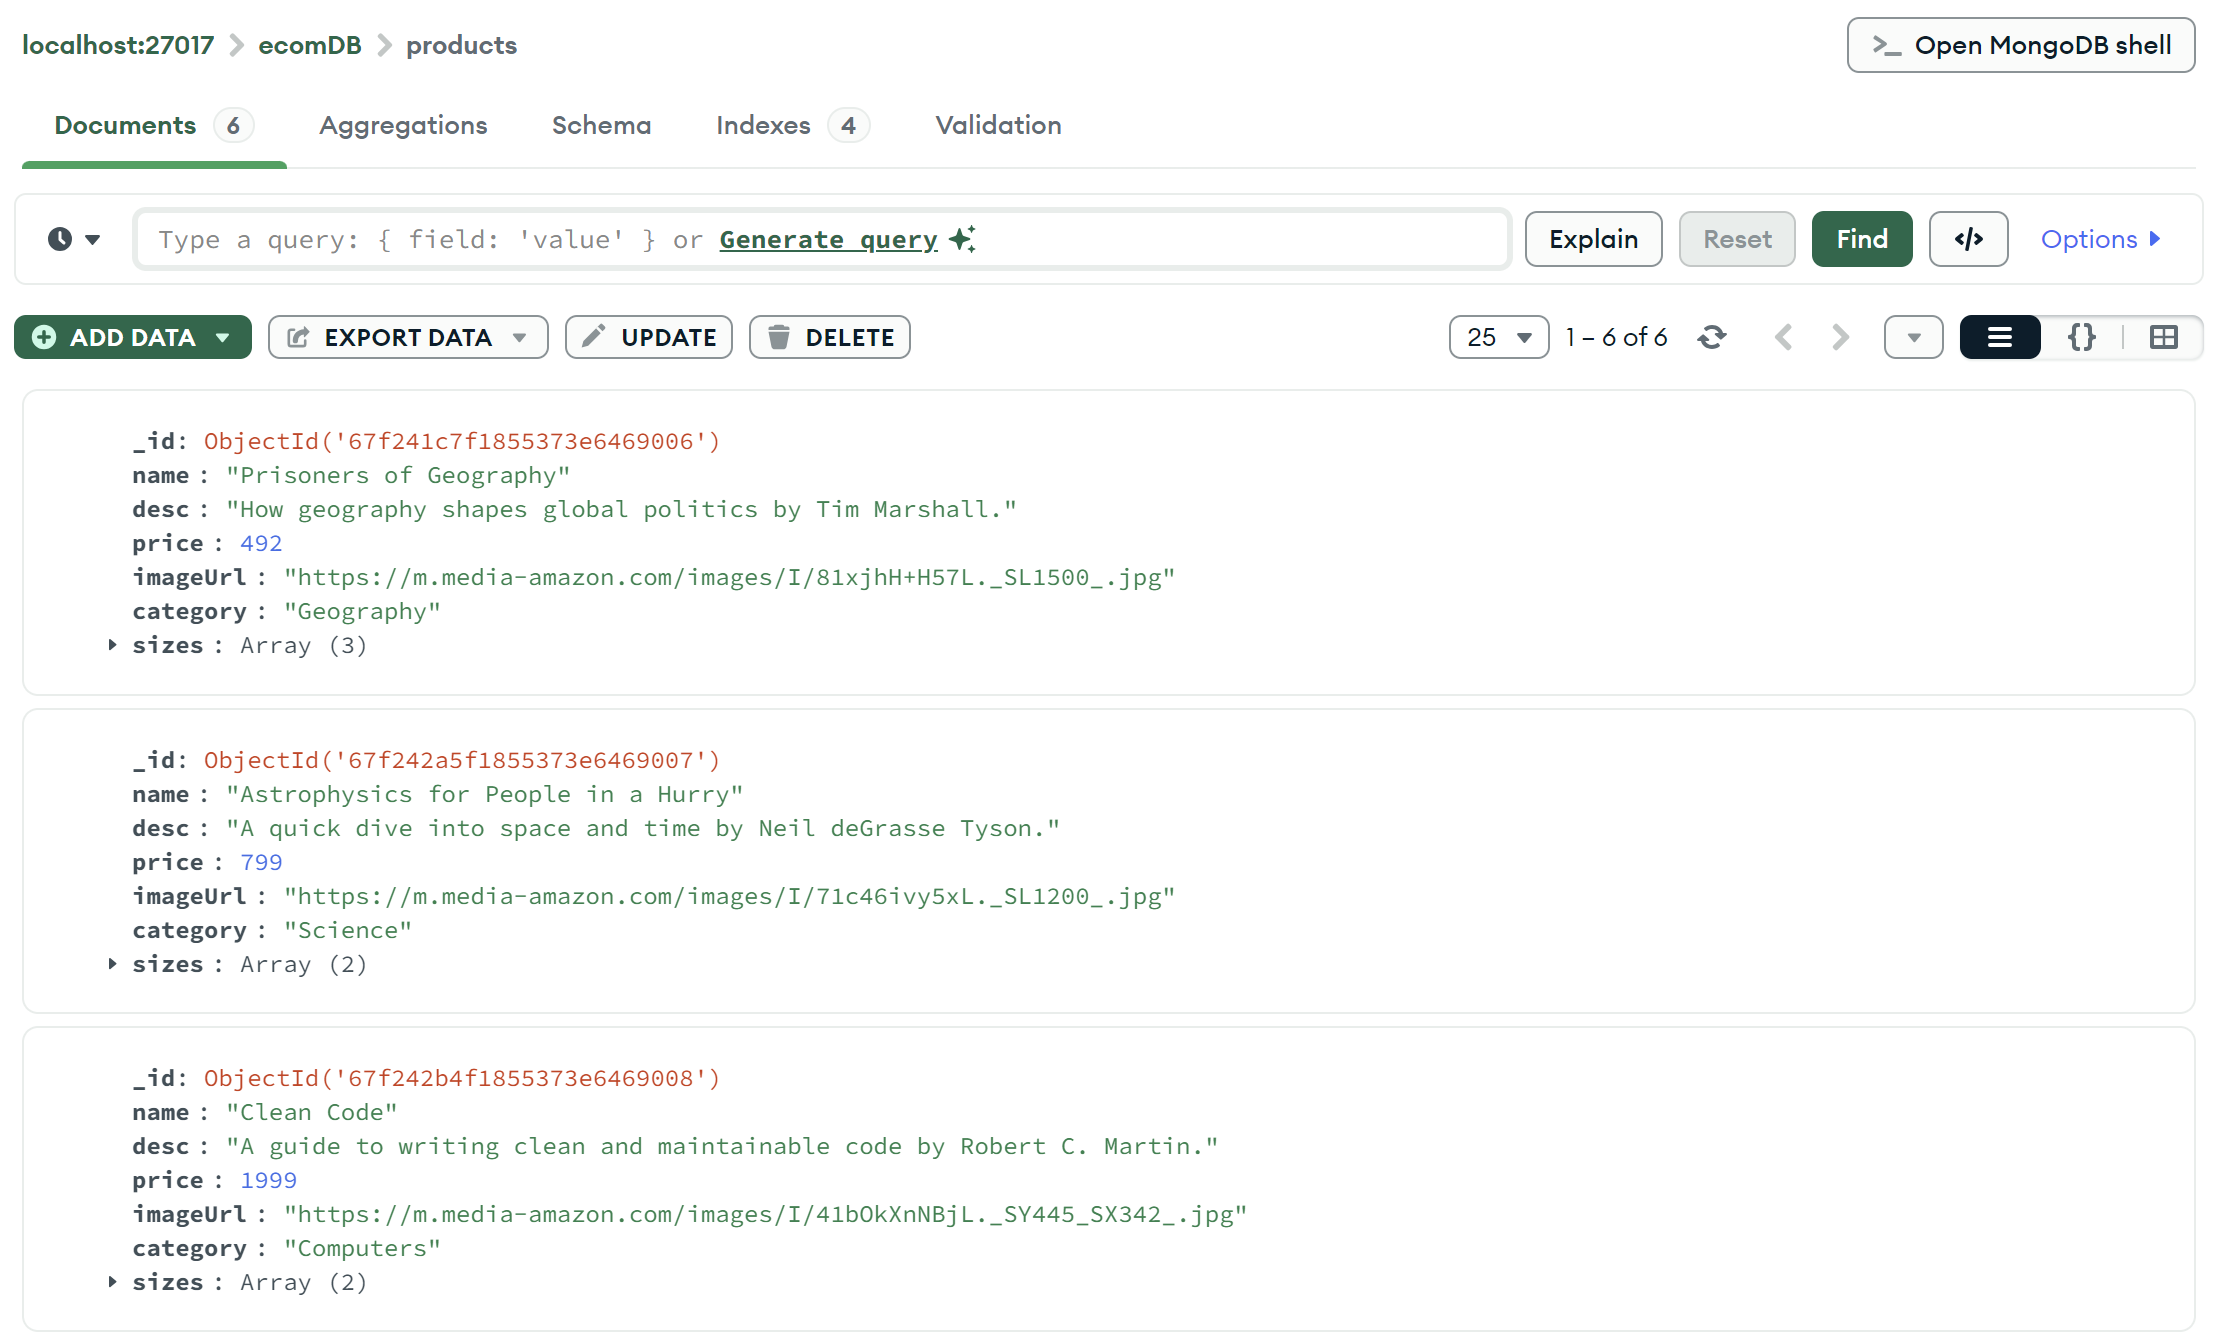 localhost:27017 > ecomDB > products
>_ Open MongoDB shell
Documents 6 Aggregations Schema Indexes 4 Validation
Type a query: { field: 'value' } or Generate query
Explain Reset Find </> Options
ADD DATA EXPORT DATA UPDATE DELETE 25 1 – 6 of 6 {}
_id: ObjectId('67f241c7f1855373e6469006')
name : "Prisoners of Geography"
desc : "How geography shapes global politics by Tim Marshall."
price : 492
imageUrl : "https://m.media-amazon.com/images/I/81xjhH+H57L._SL1500_.jpg"
category : "Geography"
sizes : Array (3)
_id: ObjectId('67f242a5f1855373e6469007')
name : "Astrophysics for People in a Hurry"
desc : "A quick dive into space and time by Neil deGrasse Tyson."
price : 799
imageUrl : "https://m.media-amazon.com/images/I/71c46ivy5xL._SL1200_.jpg"
category : "Science"
sizes : Array (2)
_id: ObjectId('67f242b4f1855373e6469008')
name : "Clean Code"
desc : "A guide to writing clean and maintainable code by Robert C. Martin."
price : 1999
imageUrl : "https://m.media-amazon.com/images/I/41bOkXnNBjL._SY445_SX342_.jpg"
category : "Computers"
sizes : Array (2)